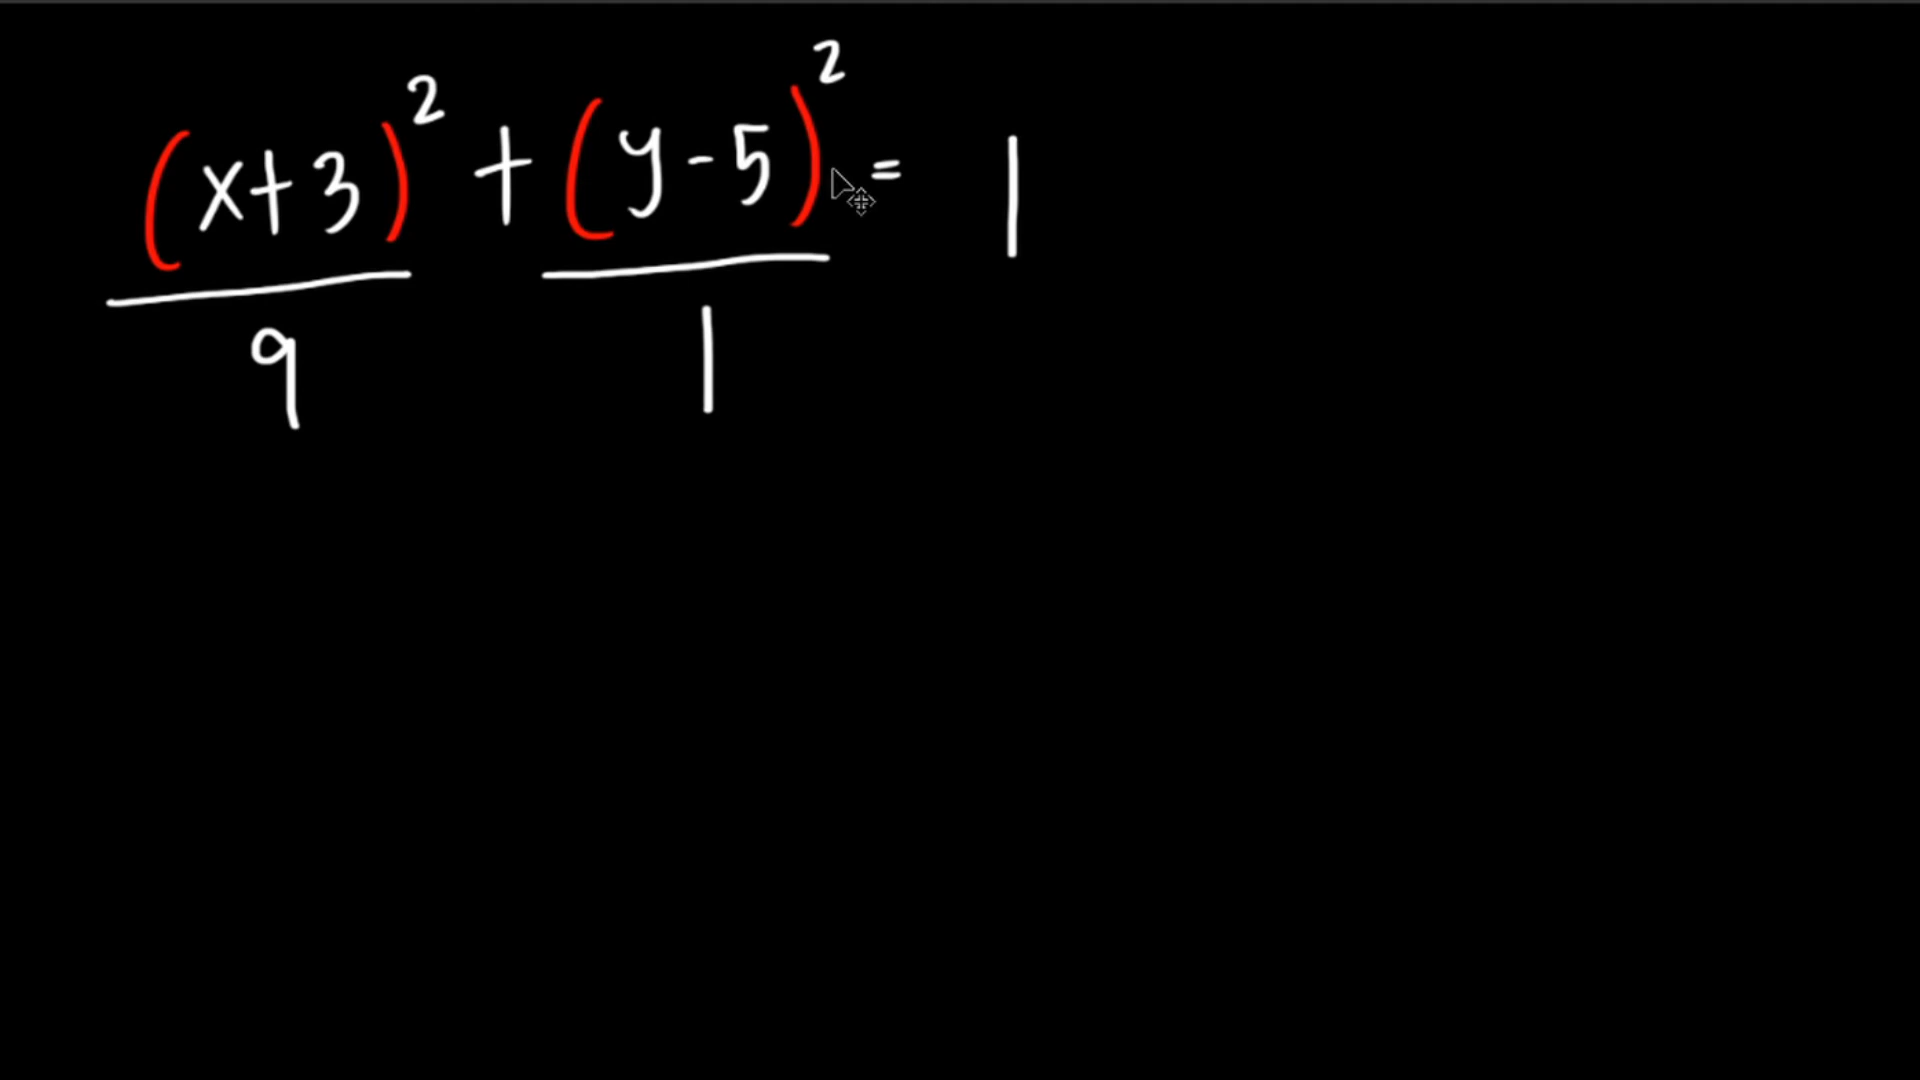 (x+3)² + (y-5)² = 1
9 1